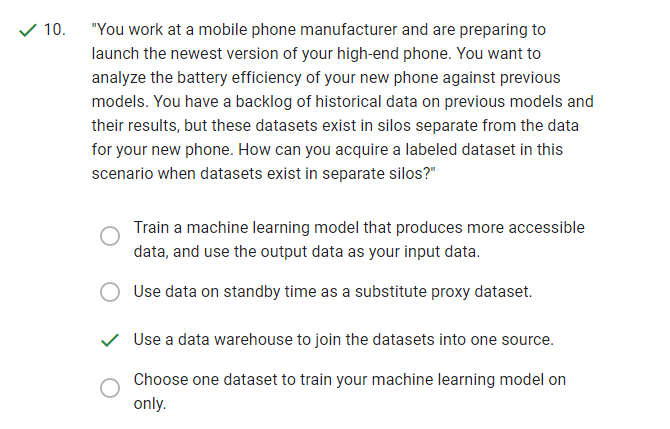 10. "You work at a mobile phone manufacturer and are preparing to
launch the newest version of your high-end phone. You want to
analyze the battery efficiency of your new phone against previous
models. You have a backlog of historical data on previous models and
their results, but these datasets exist in silos separate from the data
for your new phone. How can you acquire a labeled dataset in this
scenario when datasets exist in separate silos?"
Train a machine learning model that produces more accessible
data, and use the output data as your input data.
Use data on standby time as a substitute proxy dataset.
Use a data warehouse to join the datasets into one source.
Choose one dataset to train your machine learning model on
only.